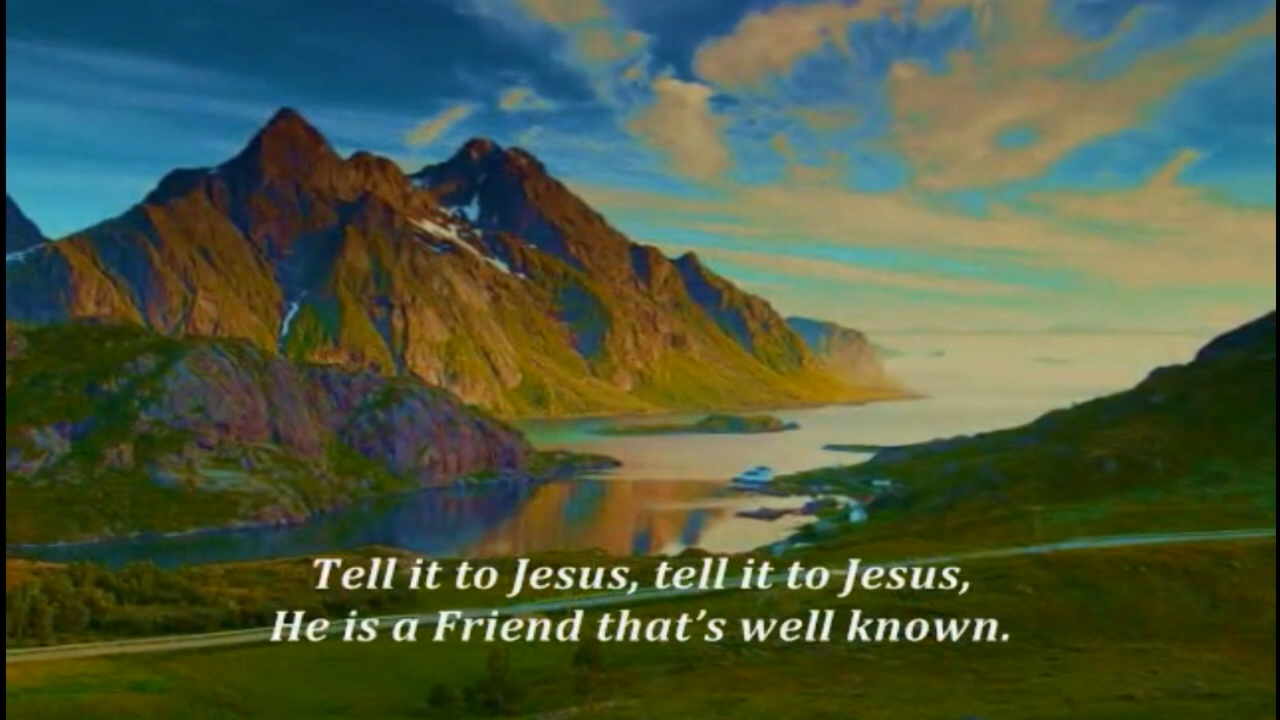 Tell it to Jesus, tell it to Jesus,
He is a Friend that's well known.